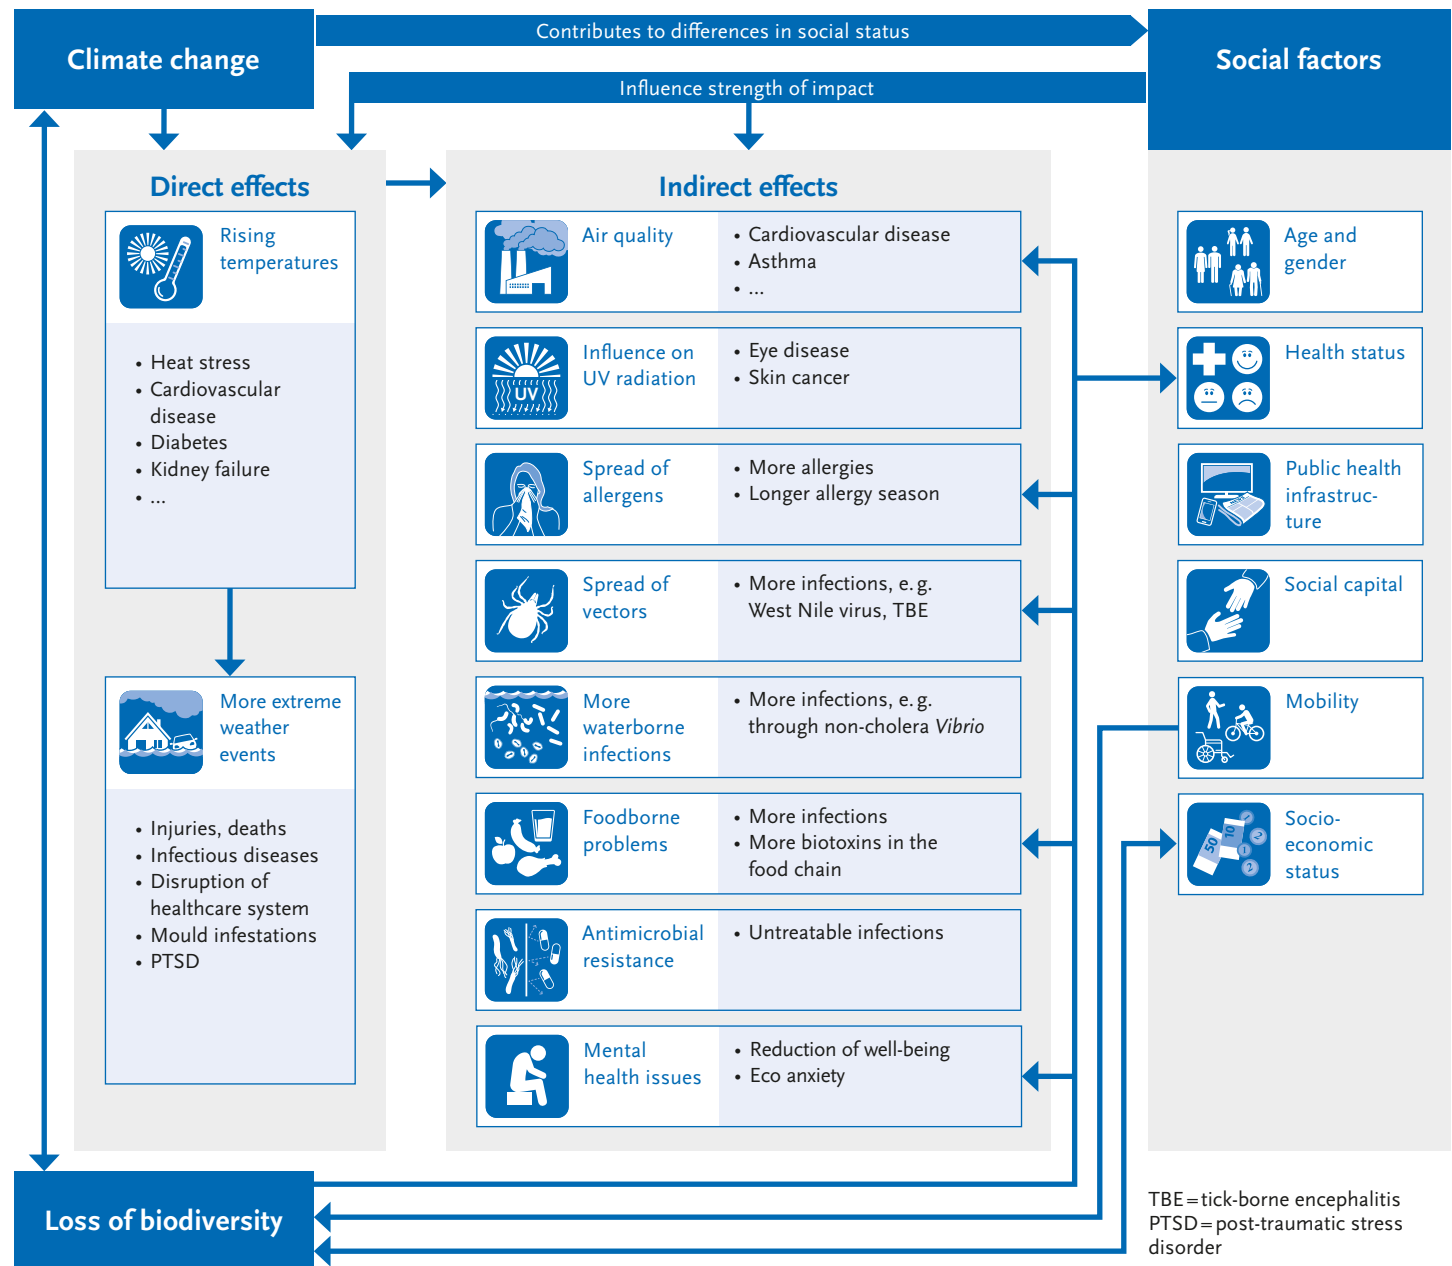 Climate change
Contributes to differences in social status
Influence strength of impact
Social factors
Direct effects
Rising
temperatures
• Heat stress
• Cardiovascular
disease
• Diabetes
• Kidney failure
• ...
More extreme
weather
events
• Injuries, deaths
• Infectious diseases
• Disruption of
healthcare system
• Mould infestations
• PTSD
Indirect effects
Air quality
• Cardiovascular disease
• Asthma
• ...
UV
Influence on
UV radiation
• Eye disease
• Skin cancer
Spread of
allergens
• More allergies
• Longer allergy season
Spread of
vectors
• More infections, e. g.
West Nile virus, TBE
More
waterborne
infections
• More infections, e. g.
through non-cholera Vibrio
Foodborne
problems
• More infections
• More biotoxins in the
food chain
Antimicrobial
resistance
• Untreatable infections
Mental
health issues
• Reduction of well-being
• Eco anxiety
Age and
gender
Health status
Public health
infrastruc-
ture
Social capital
Mobility
50
10
1
2
1
2
Socio-
economic
status
Loss of biodiversity
TBE = tick-borne encephalitis
PTSD = post-traumatic stress
disorder